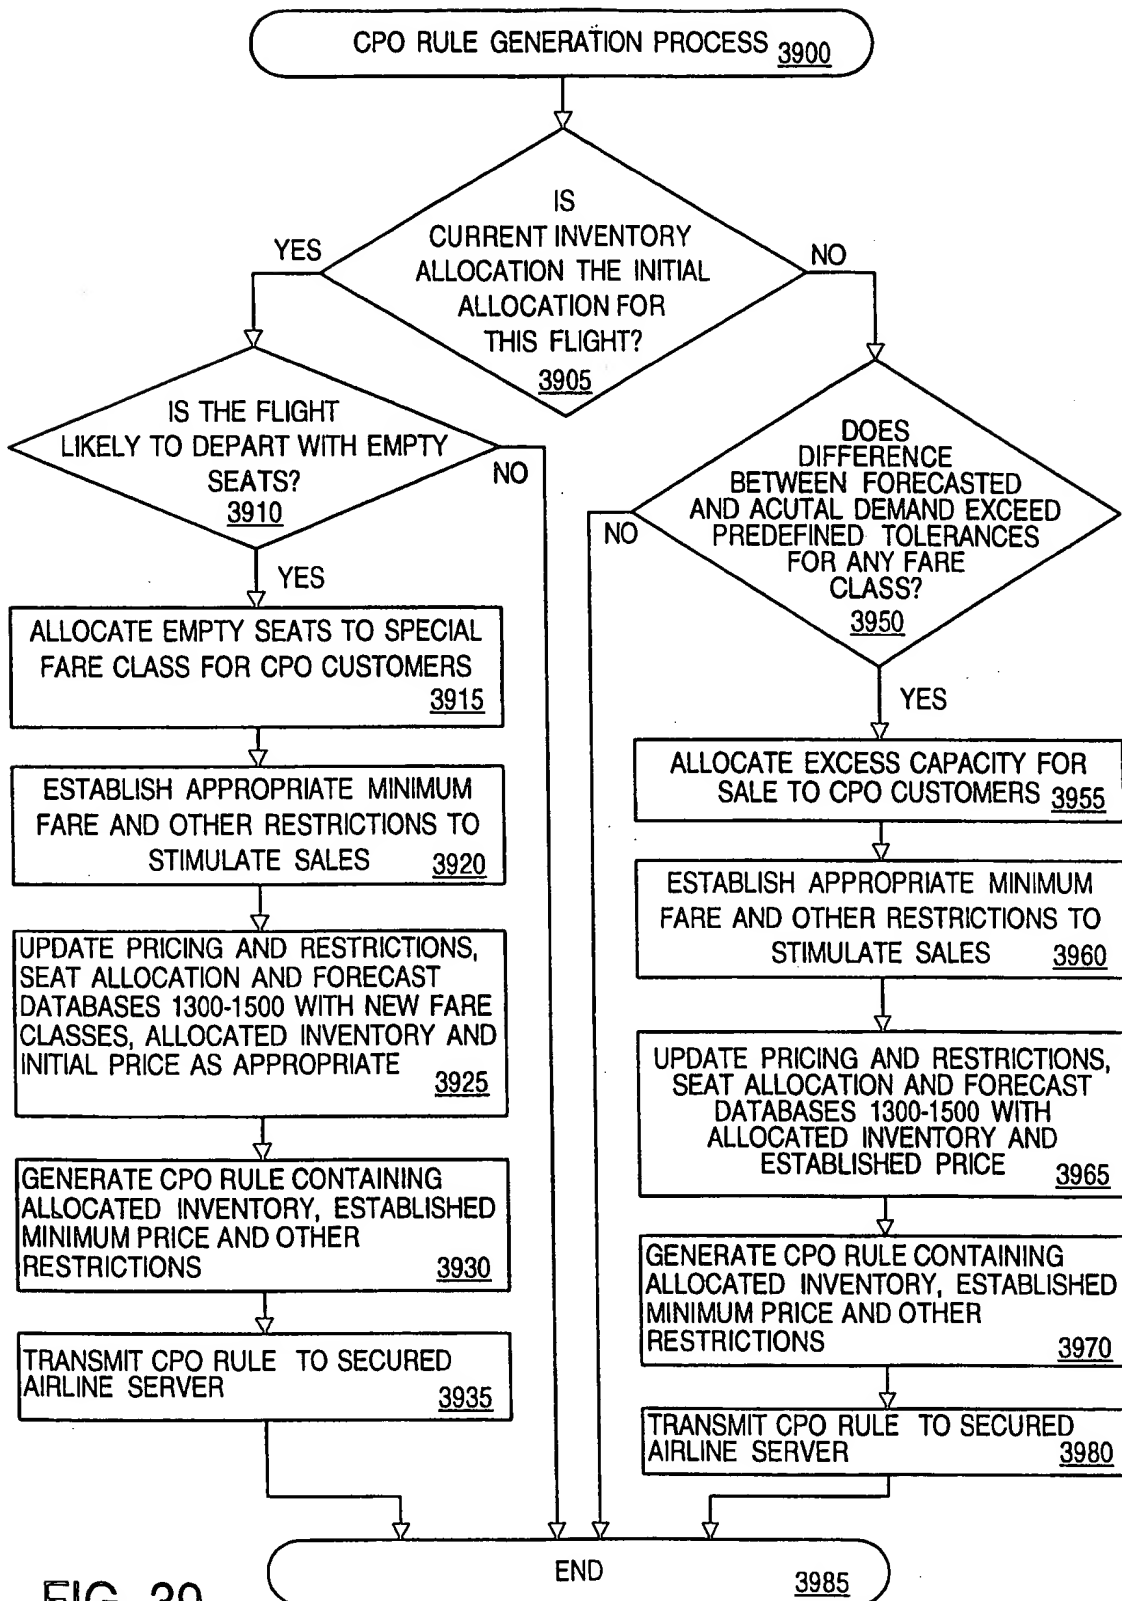 CPO RULE GENERATION PROCESS 3900
IS
CURRENT INVENTORY
ALLOCATION THE INITIAL
ALLOCATION FOR
THIS FLIGHT?
3905
YES
NO
IS THE FLIGHT
LIKELY TO DEPART WITH EMPTY
SEATS?
3910
NO
YES
ALLOCATE EMPTY SEATS TO SPECIAL
FARE CLASS FOR CPO CUSTOMERS
3915
ESTABLISH APPROPRIATE MINIMUM
FARE AND OTHER RESTRICTIONS TO
STIMULATE SALES 3920
UPDATE PRICING AND RESTRICTIONS,
SEAT ALLOCATION AND FORECAST
DATABASES 1300-1500 WITH NEW FARE
CLASSES, ALLOCATED INVENTORY AND
INITIAL PRICE AS APPROPRIATE 3925
GENERATE CPO RULE CONTAINING
ALLOCATED INVENTORY, ESTABLISHED
MINIMUM PRICE AND OTHER
RESTRICTIONS 3930
TRANSMIT CPO RULE TO SECURED
AIRLINE SERVER 3935
DOES
DIFFERENCE
BETWEEN FORECASTED
AND ACUTAL DEMAND EXCEED
PREDEFINED TOLERANCES
FOR ANY FARE
CLASS?
3950
NO
YES
ALLOCATE EXCESS CAPACITY FOR
SALE TO CPO CUSTOMERS 3955
ESTABLISH APPROPRIATE MINIMUM
FARE AND OTHER RESTRICTIONS TO
STIMULATE SALES 3960
UPDATE PRICING AND RESTRICTIONS,
SEAT ALLOCATION AND FORECAST
DATABASES 1300-1500 WITH
ALLOCATED INVENTORY AND
ESTABLISHED PRICE 3965
GENERATE CPO RULE CONTAINING
ALLOCATED INVENTORY, ESTABLISHED
MINIMUM PRICE AND OTHER
RESTRICTIONS 3970
TRANSMIT CPO RULE TO SECURED
AIRLINE SERVER 3980
END 3985
FIG. 39